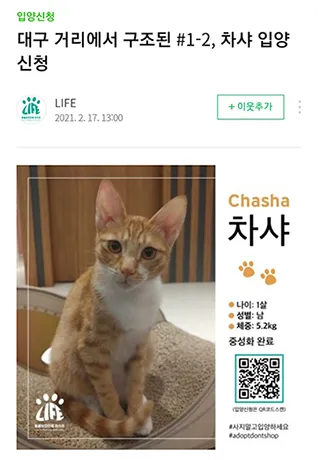 입양신청
대구 거리에서 구조된 #1-2, 차샤 입양
신청
LIFE
2021. 2. 17. 13:00
+ 이웃추가
Chasha
차샤
나이: 1살
성별: 남
체중: 5.2kg
중성화 완료
(입양신청은 QR코드스캔)
#사지말고입양하세요
#adoptdontshop
LIFE